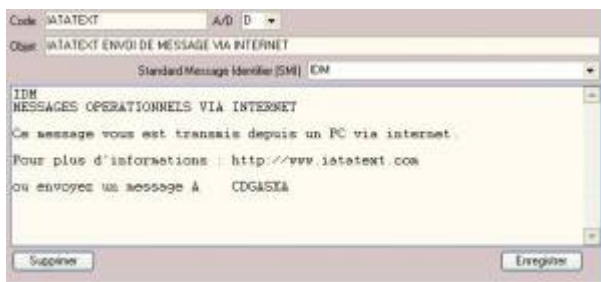 Code IATATEXT A/D D
Objet IATATEXT ENVOI DE MESSAGE VIA INTERNET
Standard Message Identifier (SMI) IDM
IDM
MESSAGES OPERATIONNELS VIA INTERNET
Ce message vous est transmis depuis un PC via internet.
Pour plus d'informations : http://www.iatatext.com
ou envoyez un message A CDGASXA
Supprimer Enregistrer